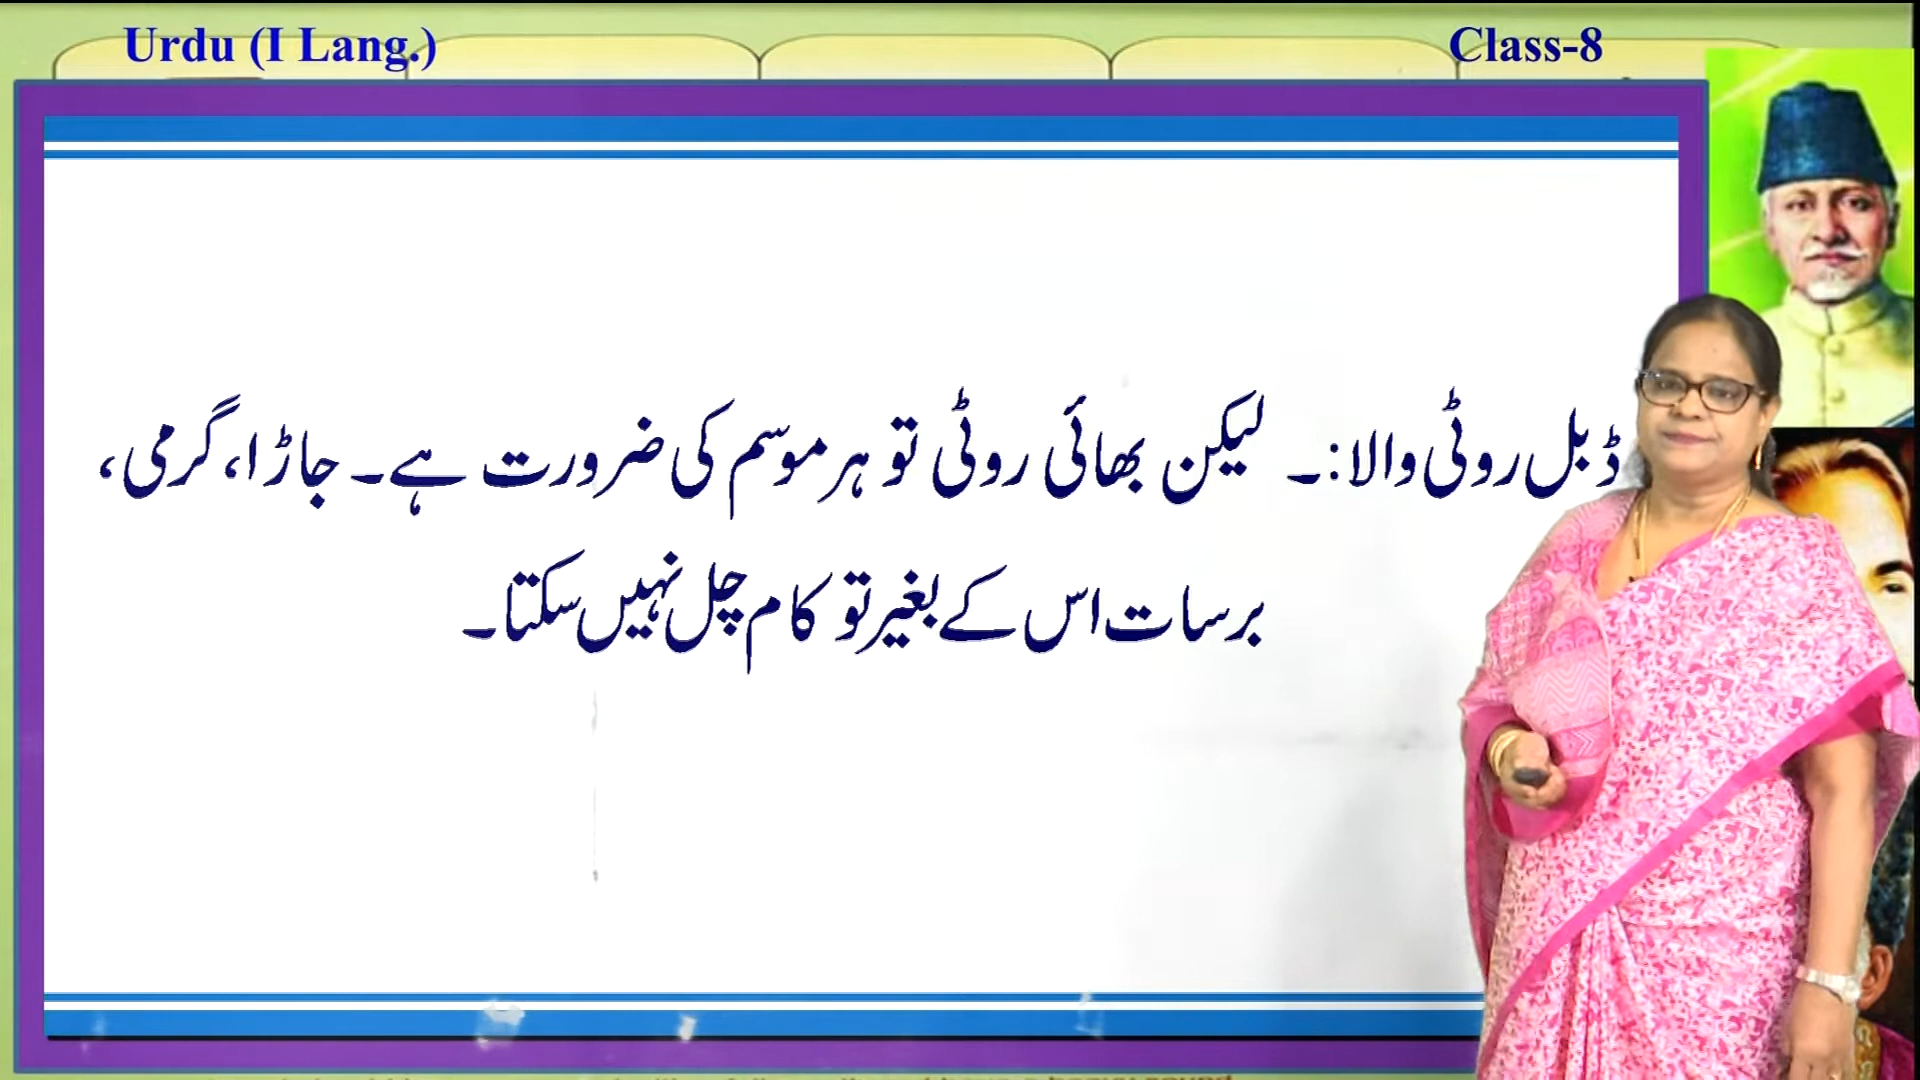 Urdu (I Lang.)
Class-8
ڈبل روٹی والا:۔ لیکن بھائی روٹی تو ہر موسم کی ضرورت ہے۔ جاڑا، گرمی،
برسات اس کے بغیر تو کام چل نہیں سکتا۔